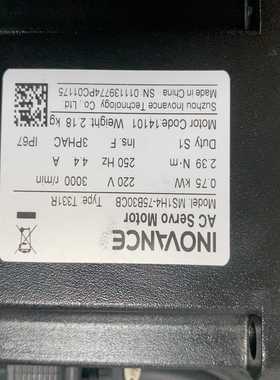 INOVANCE
AC Servo Motor
Model: MS1H4-75B30CB Type T331R
0.75 kW 220 V 3000 r/min
2.39 N·m 250 Hz 4.4 A
Duty S1 Ins.F 3PHAC IP67
Motor Code:14101 Weight 2.18 kg
Suzhou Inovance Technology Co., Ltd
Made in China SN 01139774PC01175